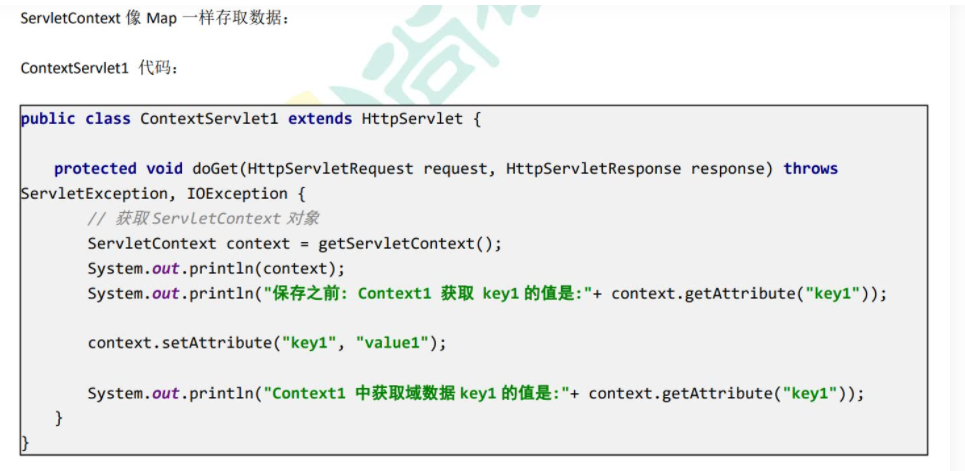 ServletContext 像 Map 一样存取数据：
ContextServlet1 代码：
public class ContextServlet1 extends HttpServlet {
protected void doGet(HttpServletRequest request, HttpServletResponse response) throws
ServletException, IOException {
// 获取 ServletContext 对象
ServletContext context = getServletContext();
System.out.println(context);
System.out.println("保存之前: Context1 获取 key1 的值是:"+ context.getAttribute("key1"));
context.setAttribute("key1", "value1");
System.out.println("Context1 中获取域数据 key1 的值是:"+ context.getAttribute("key1"));
}
}